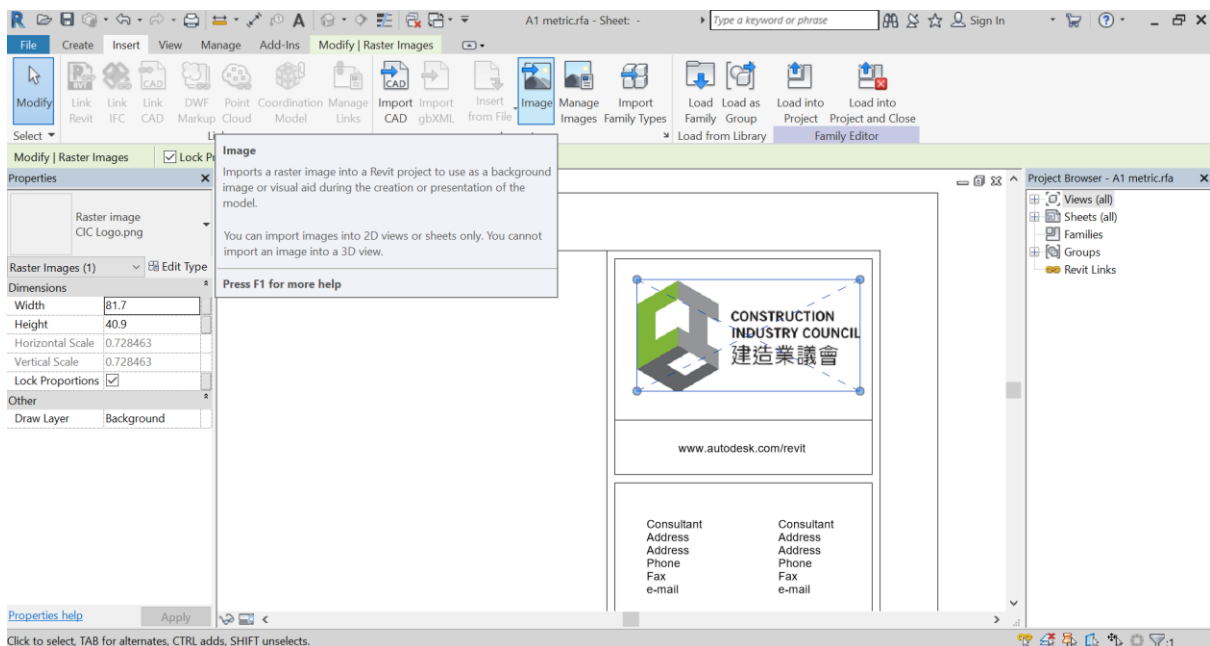 A1 metric.rfa - Sheet: -
Type a keyword or phrase
Sign In
File Create Insert View Manage Add-Ins Modify | Raster Images
Modify
Link Revit
Link IFC
Link CAD
DWF Markup
Point Cloud
Coordination Model
Manage Links
Import CAD
Import gbXML
Insert from File
Image
Manage Images
Import Family Types
Load Family
Load as Group
Load into Project
Load into Project and Close
Select
Load from Library
Family Editor
Modify | Raster Images
Lock Pr
Image
Imports a raster image into a Revit project to use as a background
image or visual aid during the creation or presentation of the
model.
You can import images into 2D views or sheets only. You cannot
import an image into a 3D view.
Press F1 for more help
Properties
Raster image
CIC Logo.png
Raster Images (1)
Edit Type
Dimensions
Width 81.7
Height 40.9
Horizontal Scale 0.728463
Vertical Scale 0.728463
Lock Proportions
Other
Draw Layer Background
Properties help
Apply
CONSTRUCTION
INDUSTRY COUNCIL
建造業議會
www.autodesk.com/revit
Consultant Consultant
Address Address
Address Address
Phone Phone
Fax Fax
e-mail e-mail
Project Browser - A1 metric.rfa
Views (all)
Sheets (all)
Families
Groups
Revit Links
Click to select, TAB for alternates, CTRL adds, SHIFT unselects.
:1